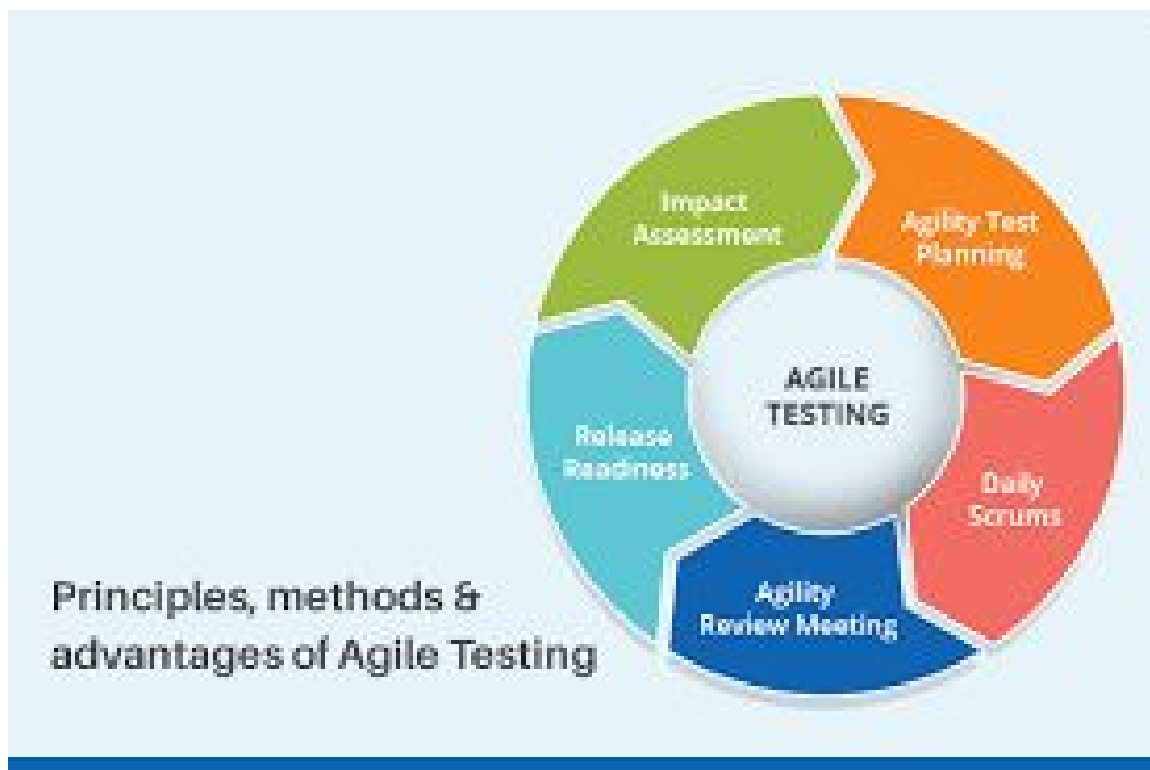 Impact
Assessment
Agility Test
Planning
AGILE
TESTING
Release
Readiness
Daily
Scrums
Agility
Review Meeting
Principles, methods &
advantages of Agile Testing